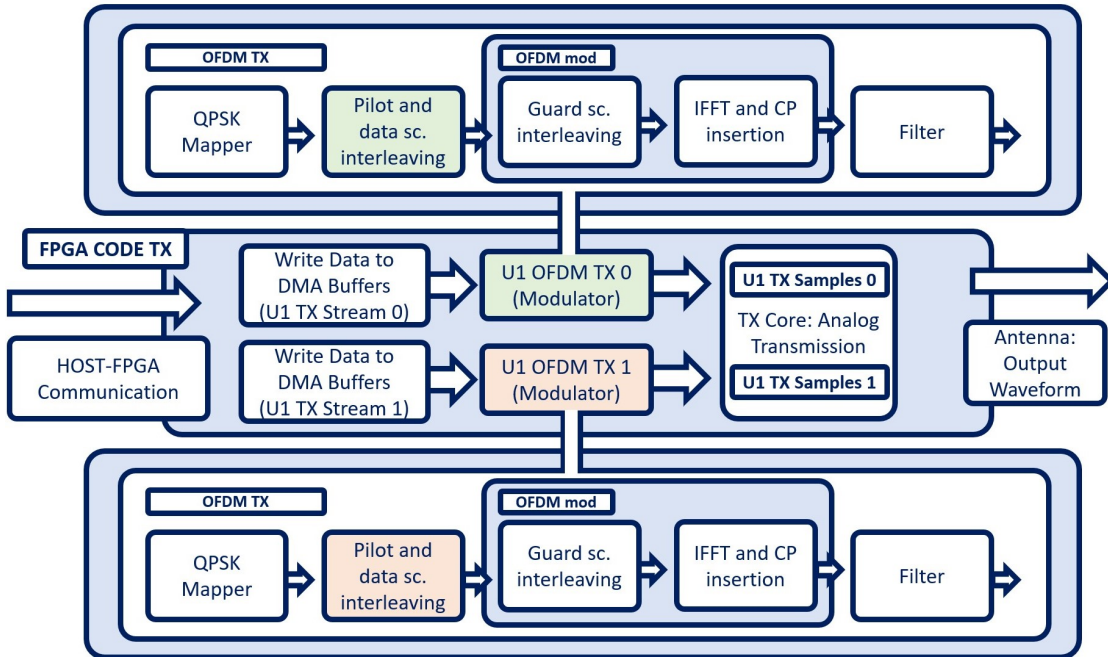 OFDM TX
OFDM mod
QPSK
Mapper
Pilot and
data sc.
interleaving
Guard sc.
interleaving
IFFT and CP
insertion
Filter
FPGA CODE TX
HOST-FPGA
Communication
Write Data to
DMA Buffers
(U1 TX Stream 0)
U1 OFDM TX 0
(Modulator)
Write Data to
DMA Buffers
(U1 TX Stream 1)
U1 OFDM TX 1
(Modulator)
U1 TX Samples 0
TX Core: Analog
Transmission
U1 TX Samples 1
Antenna:
Output
Waveform
OFDM TX
OFDM mod
QPSK
Mapper
Pilot and
data sc.
interleaving
Guard sc.
interleaving
IFFT and CP
insertion
Filter